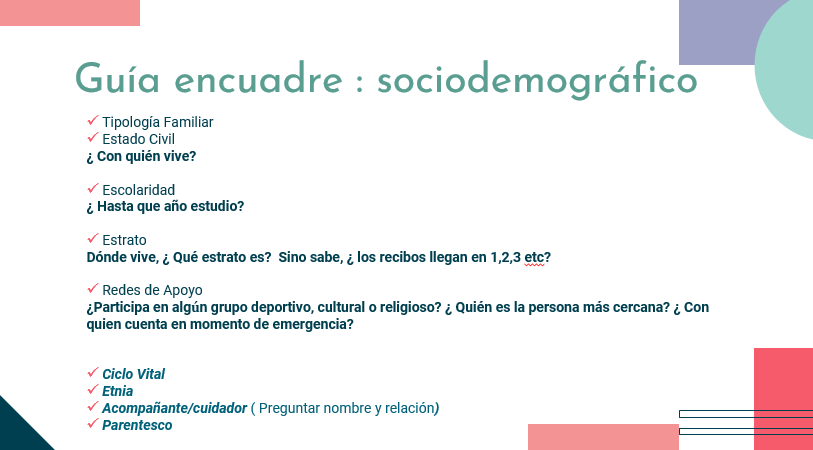 Guía encuadre : sociodemográfico
✓ Tipología Familiar
✓ Estado Civil
¿ Con quién vive?
✓ Escolaridad
¿ Hasta que año estudio?
✓ Estrato
Dónde vive, ¿ Qué estrato es?  Sino sabe, ¿ los recibos llegan en 1,2,3 etc?
✓ Redes de Apoyo
¿Participa en algún grupo deportivo, cultural o religioso? ¿ Quién es la persona más cercana? ¿ Con
quien cuenta en momento de emergencia?
✓ Ciclo Vital
✓ Etnia
✓ Acompañante/cuidador ( Preguntar nombre y relación)
✓ Parentesco